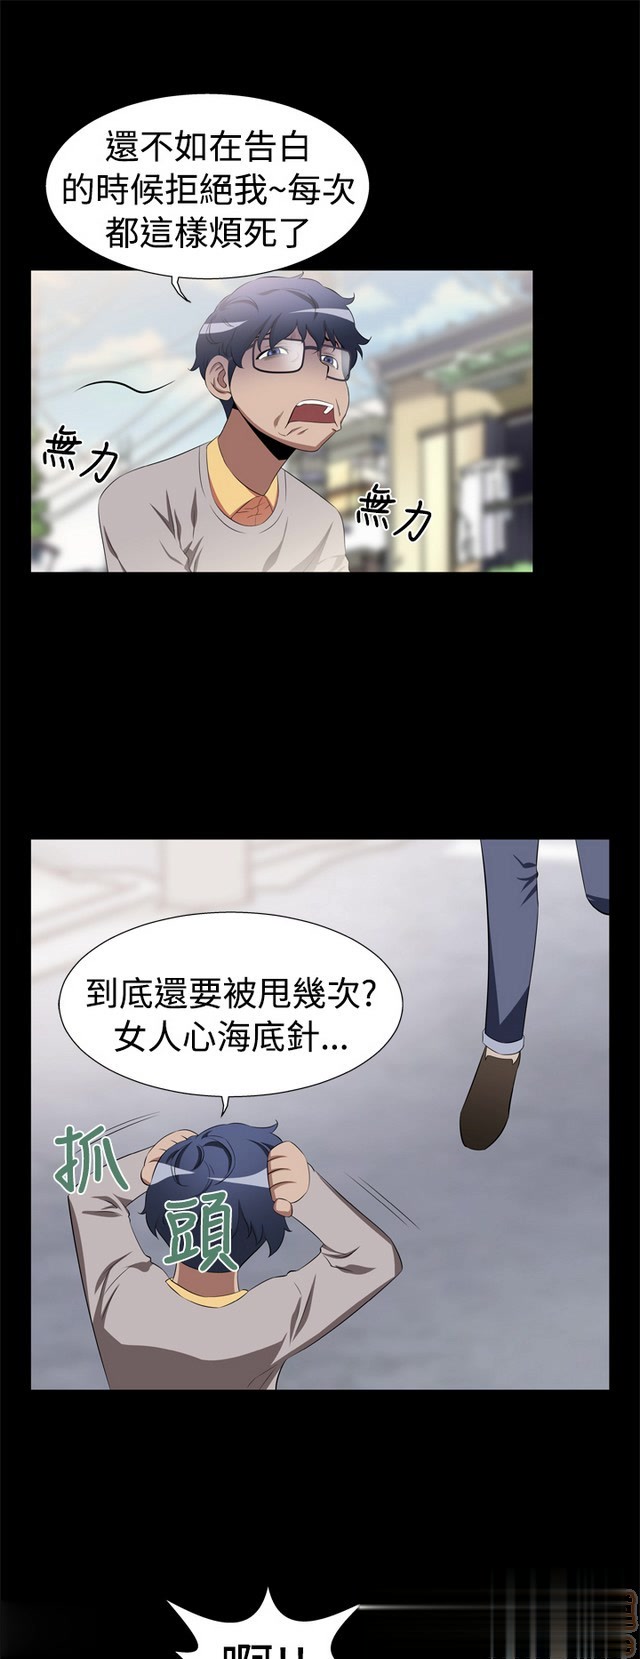 還不如在告白
的時候拒絕我~每次
都這樣煩死了
無力
無力
到底還要被甩幾次?
女人心海底針...
抓
頭
啊!!